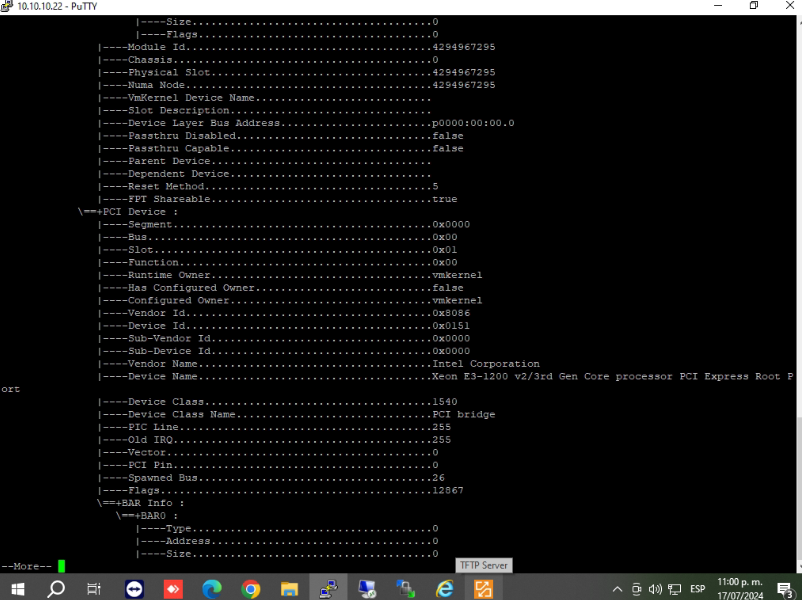 10.10.10.22 - PuTTY
|----Size......................................0
|----Flags.....................................0
|----Module Id.......................................4294967295
|----Chassis.........................................0
|----Physical Slot...................................4294967295
|----Numa Node.......................................4294967295
|----VmKernel Device Name............................
|----Slot Description................................
|----Device Layer Bus Address........................p0000:00:00.0
|----Passthru Disabled...............................false
|----Passthru Capable................................false
|----Parent Device...................................
|----Dependent Device................................
|----Reset Method....................................5
|----FPT Shareable...................................true
\==+PCI Device :
|----Segment.........................................0x0000
|----Bus.............................................0x00
|----Slot............................................0x01
|----Function........................................0x00
|----Runtime Owner...................................vmkernel
|----Has Configured Owner............................false
|----Configured Owner................................vmkernel
|----Vendor Id.......................................0x8086
|----Device Id.......................................0x0151
|----Sub-Vendor Id...................................0x0000
|----Sub-Device Id...................................0x0000
|----Vendor Name.....................................Intel Corporation
|----Device Name.....................................Xeon E3-1200 v2/3rd Gen Core processor PCI Express Root P
ort
|----Device Class....................................1540
|----Device Class Name...............................PCI bridge
|----PIC Line........................................255
|----Old IRQ.........................................255
|----Vector..........................................0
|----PCI Pin.........................................0
|----Spawned Bus.....................................26
|----Flags...........................................12867
\==+BAR Info :
\==+BAR0 :
|----Type......................................0
|----Address...................................0
|----Size......................................0
--More--
TFTP Server
ESP
11:00 p. m.
17/07/2024
3